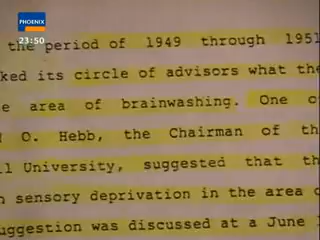 PHOENIX
23:50
the period of 1949 through 1951
ked its circle of advisors what the
e area of brainwashing. One o
O. Hebb, the Chairman of th
ll University, suggested that th
n sensory deprivation in the area o
uggestion was discussed at a June